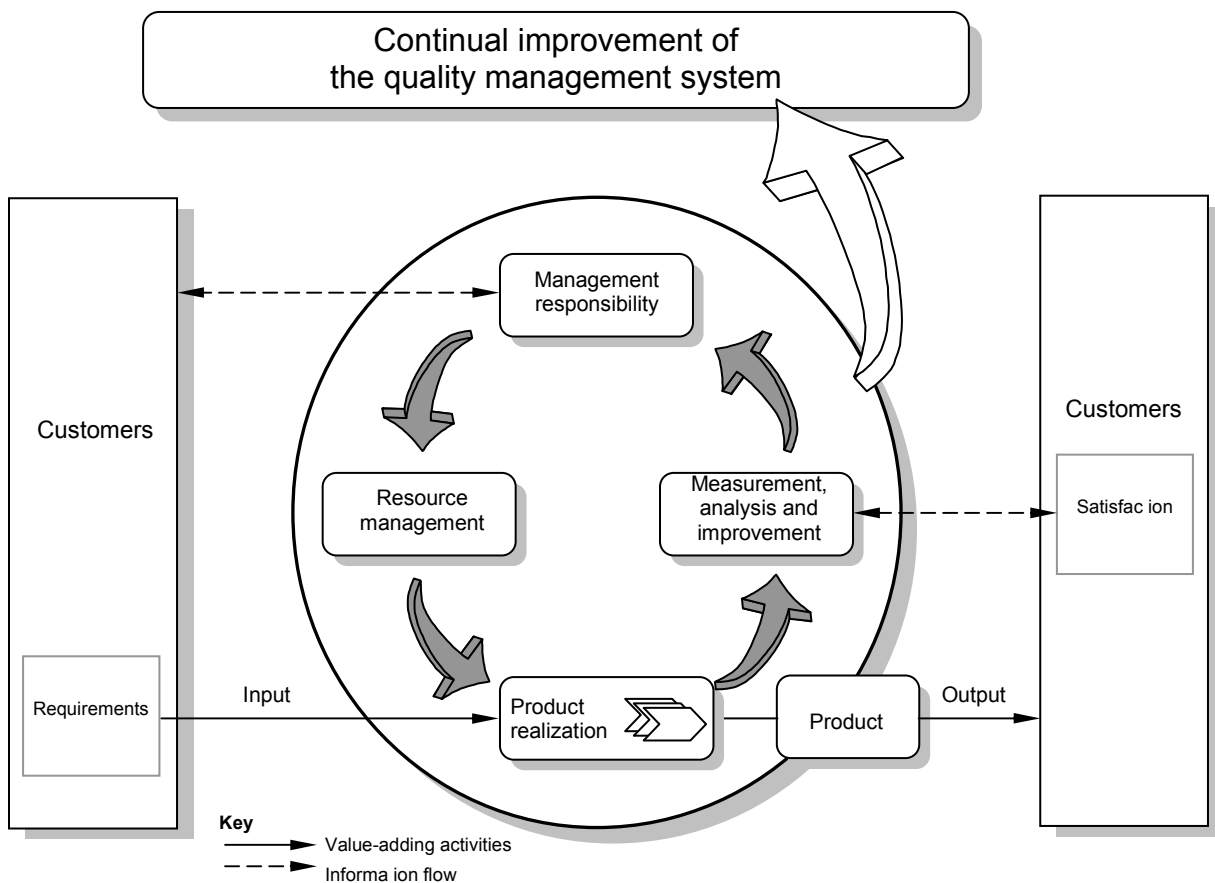 Continual improvement of
the quality management system
Management
responsibility
Customers
Customers
Resource
management
Measurement,
analysis and
improvement
Satisfac ion
Requirements
Input
Product
realization
Product
Output
Key
Value-adding activities
Informa ion flow